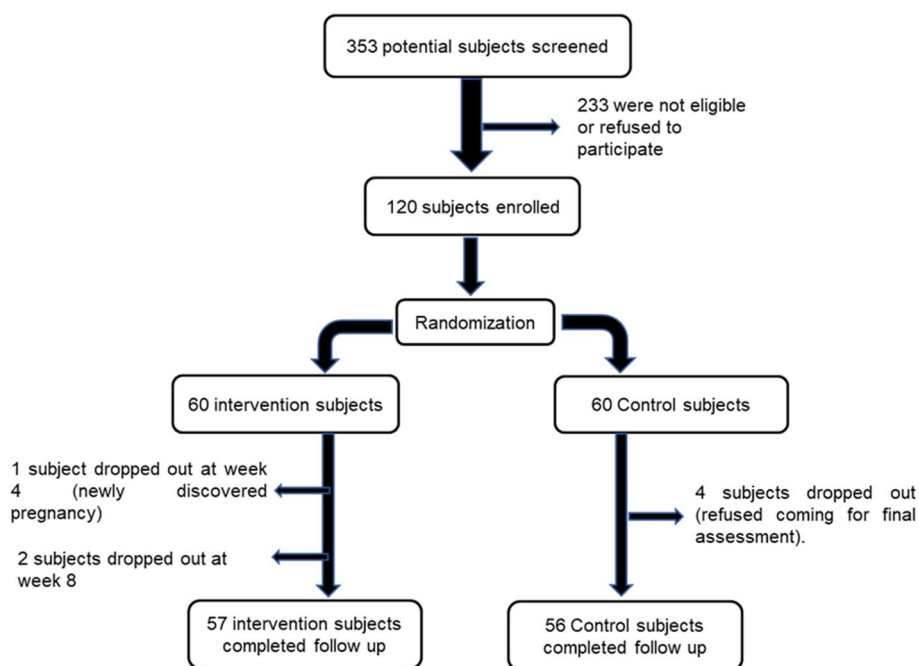 353 potential subjects screened
233 were not eligible
or refused to
participate
120 subjects enrolled
Randomization
60 intervention subjects
60 Control subjects
1 subject dropped out at week
4 (newly discovered
pregnancy)
2 subjects dropped out at
week 8
4 subjects dropped out
(refused coming for final
assessment).
57 intervention subjects
completed follow up
56 Control subjects
completed follow up